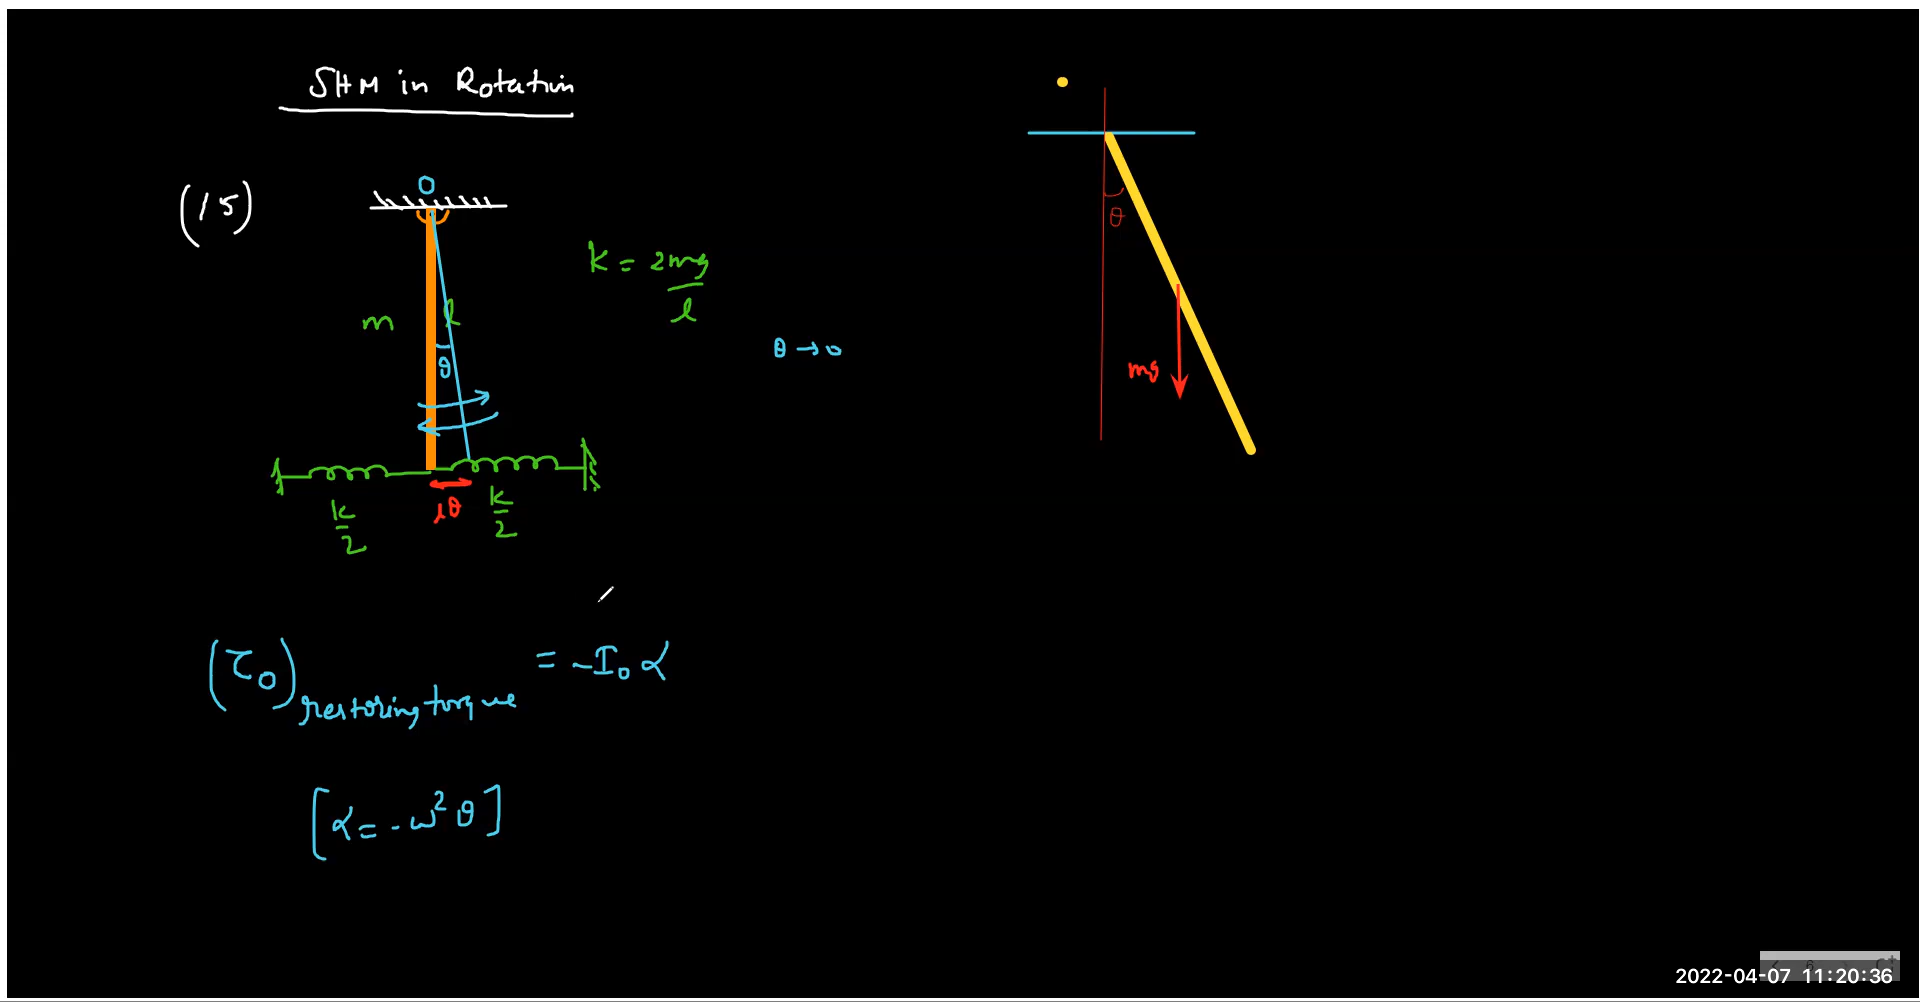 SHM in Rotation
(15)
O
m
l
θ
k = 2mg/l
θ → 0
lθ
k/2
k/2
(τ₀) restoring torque = -I₀ α
[α = -ω² θ]
θ
mg
2022-04-07 11:20:36